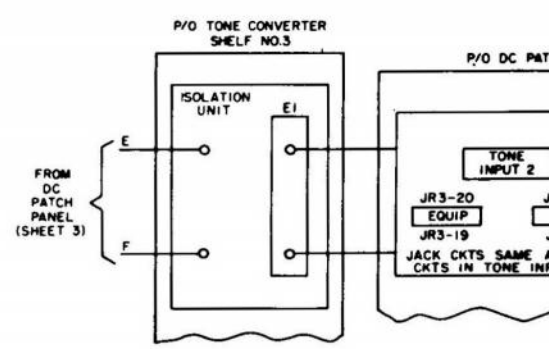 P/O TONE CONVERTER
SHELF NO.3
P/O DC PAT
ISOLATION
UNIT
E1
E
F
FROM
DC
PATCH
PANEL
(SHEET 3)
TONE
INPUT 2
JR3-20
EQUIP
JR3-19
J
J
JACK CKTS SAME A
CKTS IN TONE INP